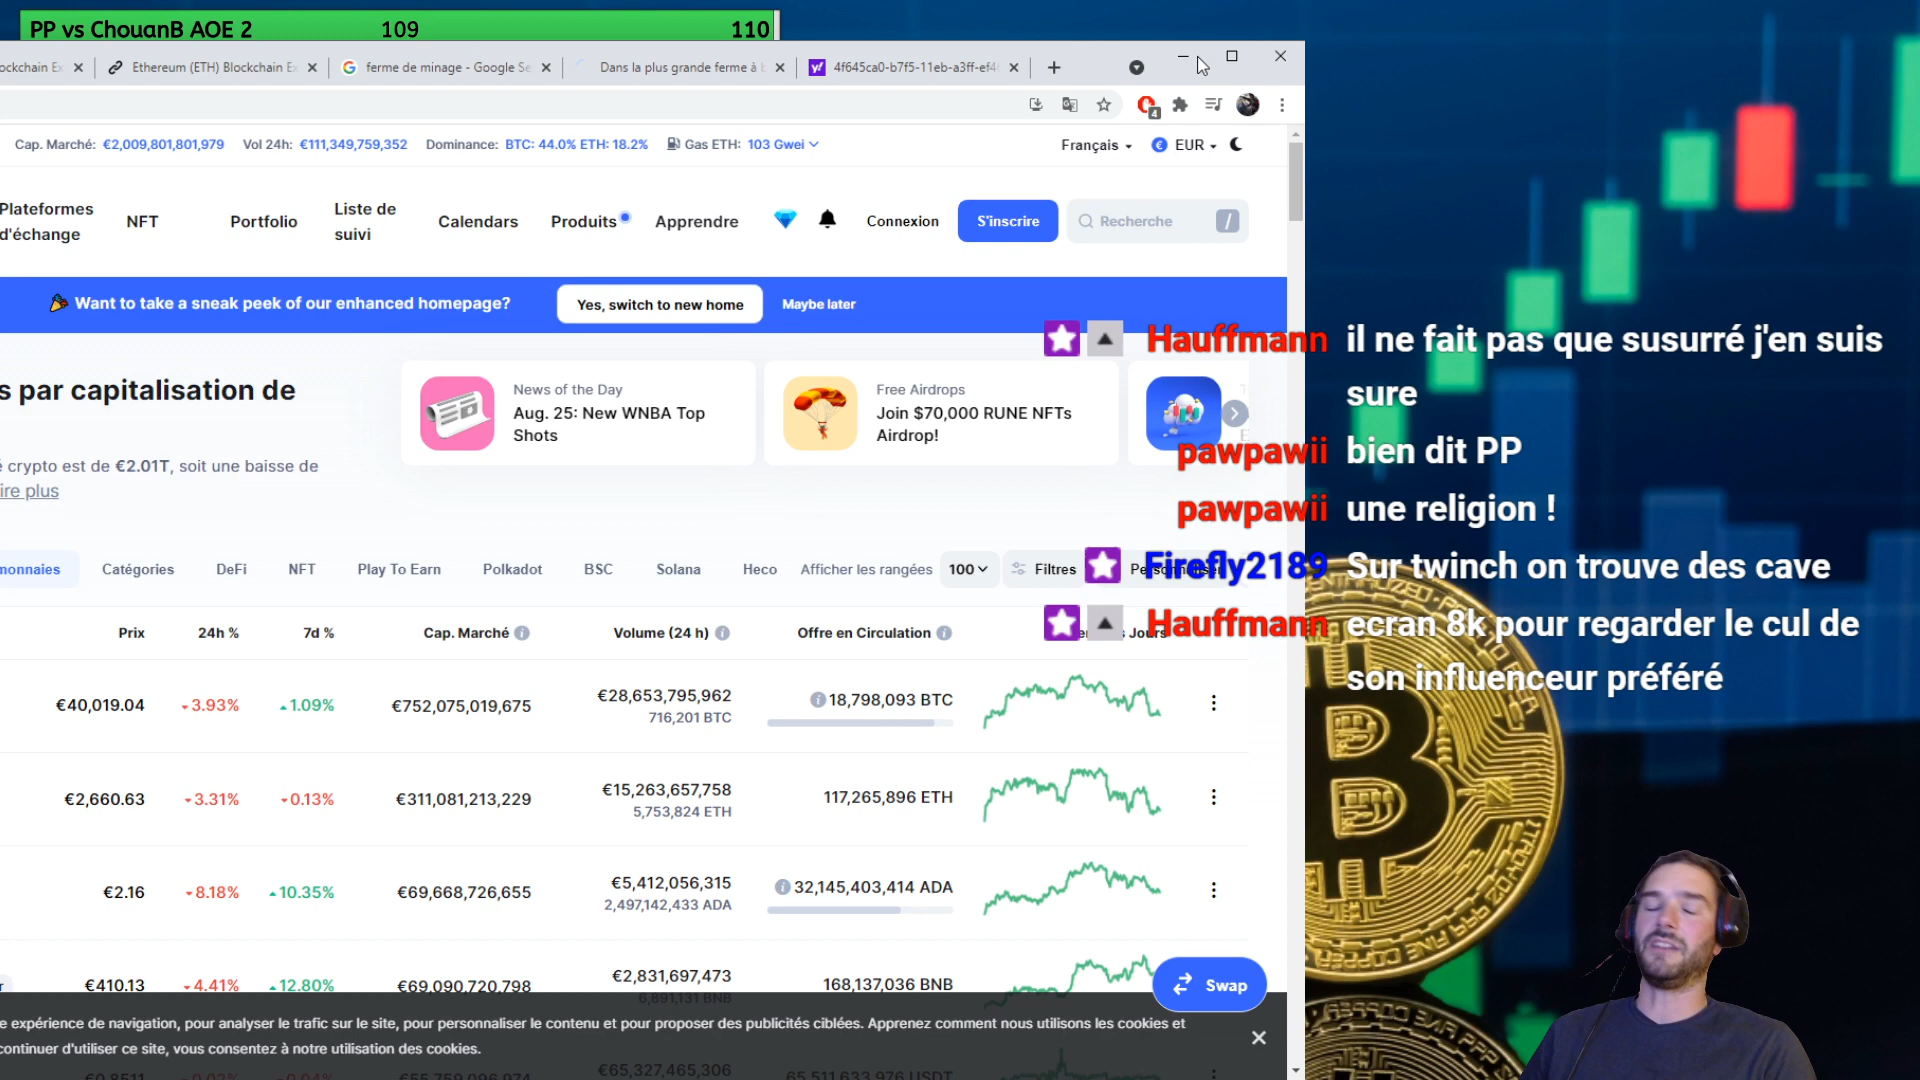 PP vs ChouanB AOE 2 109 110
ockchain Ex Ethereum (ETH) Blockchain Ex ferme de minage - Google Se Dans la plus grande ferme à b 4f645ca0-b7f5-11eb-a3ff-ef4
Cap. Marché: €2,009,801,801,979 Vol 24h: €111,349,759,352 Dominance: BTC: 44.0% ETH: 18.2% Gas ETH: 103 Gwei Français EUR
Plateformes d'échange NFT Portfolio Liste de suivi Calendars Produits Apprendre Connexion S'inscrire Recherche /
Want to take a sneak peek of our enhanced homepage? Yes, switch to new home Maybe later
Hauffmann il ne fait pas que susurré j'en suis
sure
s par capitalisation de
News of the Day
Aug. 25: New WNBA Top
Shots
Free Airdrops
Join $70,000 RUNE NFTs
Airdrop!
pawpawii bien dit PP
é crypto est de €2.01T, soit une baisse de
ire plus
pawpawii une religion !
monnaies Catégories DeFi NFT Play To Earn Polkadot BSC Solana Heco Afficher les rangées 100 Filtres
Firefly2189 Sur twinch on trouve des cave
Hauffmann ecran 8k pour regarder le cul de
son influenceur préféré
Prix 24h % 7d % Cap. Marché Volume (24 h) Offre en Circulation Jours
€40,019.04 3.93% 1.09% €752,075,019,675 €28,653,795,962 18,798,093 BTC
716,201 BTC
€2,660.63 3.31% 0.13% €311,081,213,229 €15,263,657,758 117,265,896 ETH
5,753,824 ETH
€2.16 8.18% 10.35% €69,668,726,655 €5,412,056,315 32,145,403,414 ADA
2,497,142,433 ADA
€410.13 4.41% 12.80% €69,090,720,798 €2,831,697,473 168,137,036 BNB
6,891,131 BNB
Swap
e expérience de navigation, pour analyser le trafic sur le site, pour personnaliser le contenu et pour proposer des publicités ciblées. Apprenez comment nous utilisons les cookies et
continuer d'utiliser ce site, vous consentez à notre utilisation des cookies.
€65,327,465,306